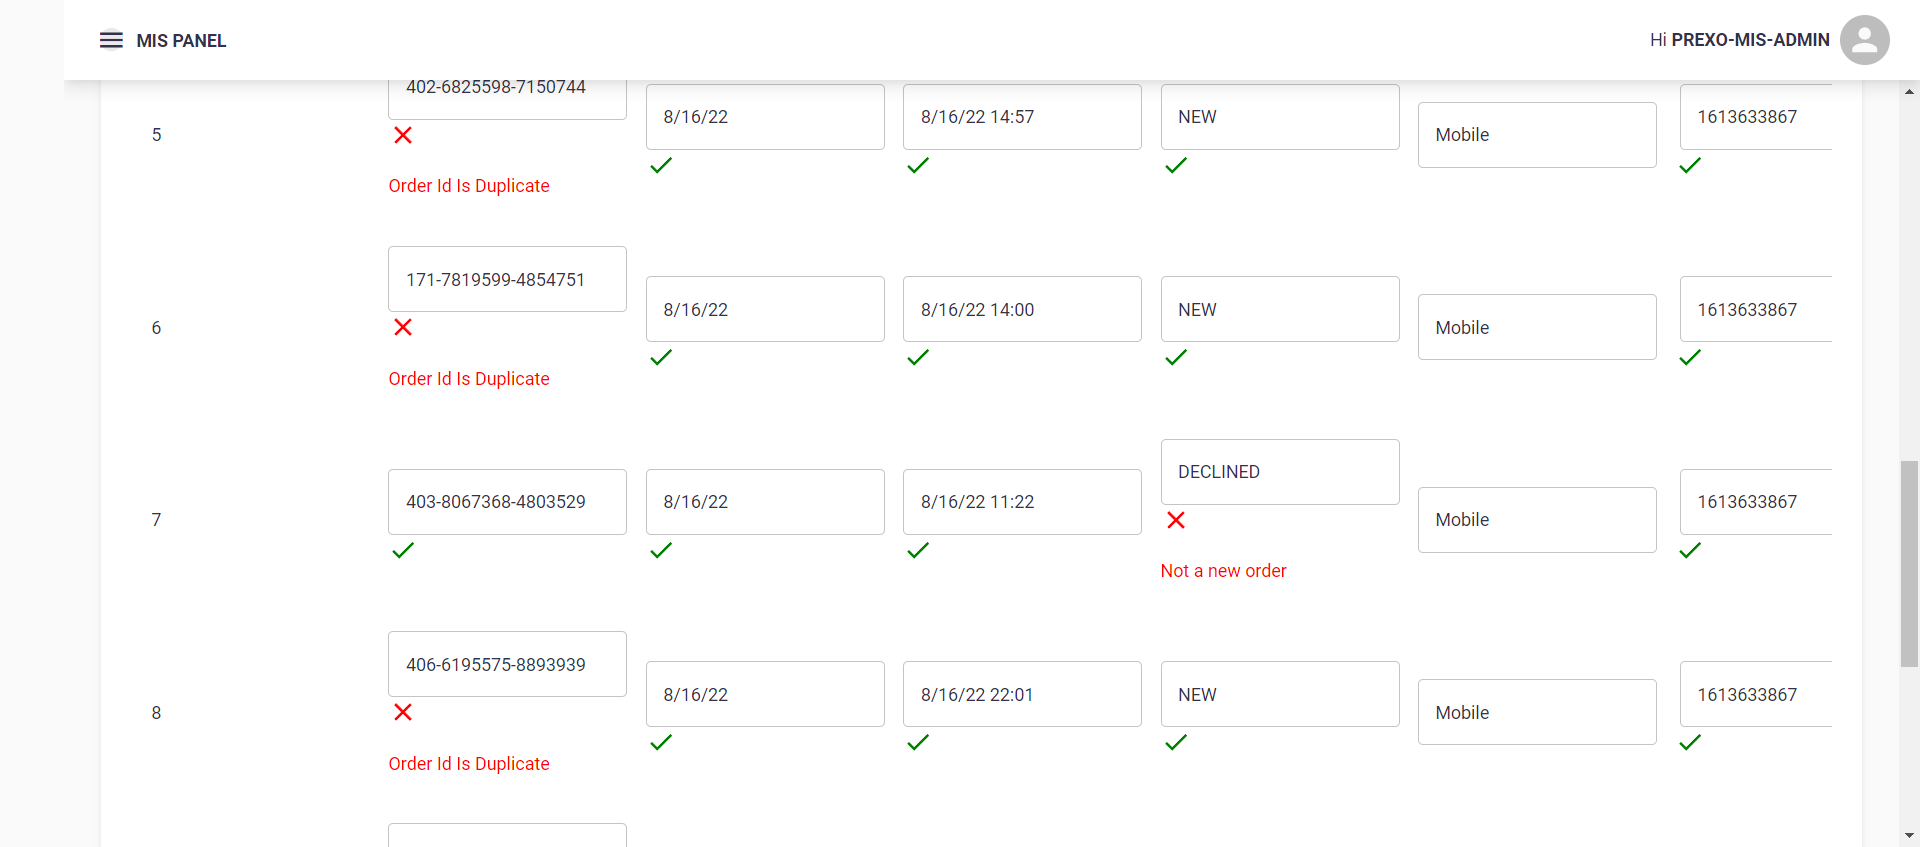 MIS PANEL
Hi PREXO-MIS-ADMIN
5
402-6825598-7150744
Order Id Is Duplicate
8/16/22
8/16/22 14:57
NEW
Mobile
1613633867
6
171-7819599-4854751
Order Id Is Duplicate
8/16/22
8/16/22 14:00
NEW
Mobile
1613633867
7
403-8067368-4803529
8/16/22
8/16/22 11:22
DECLINED
Not a new order
Mobile
1613633867
8
406-6195575-8893939
Order Id Is Duplicate
8/16/22
8/16/22 22:01
NEW
Mobile
1613633867